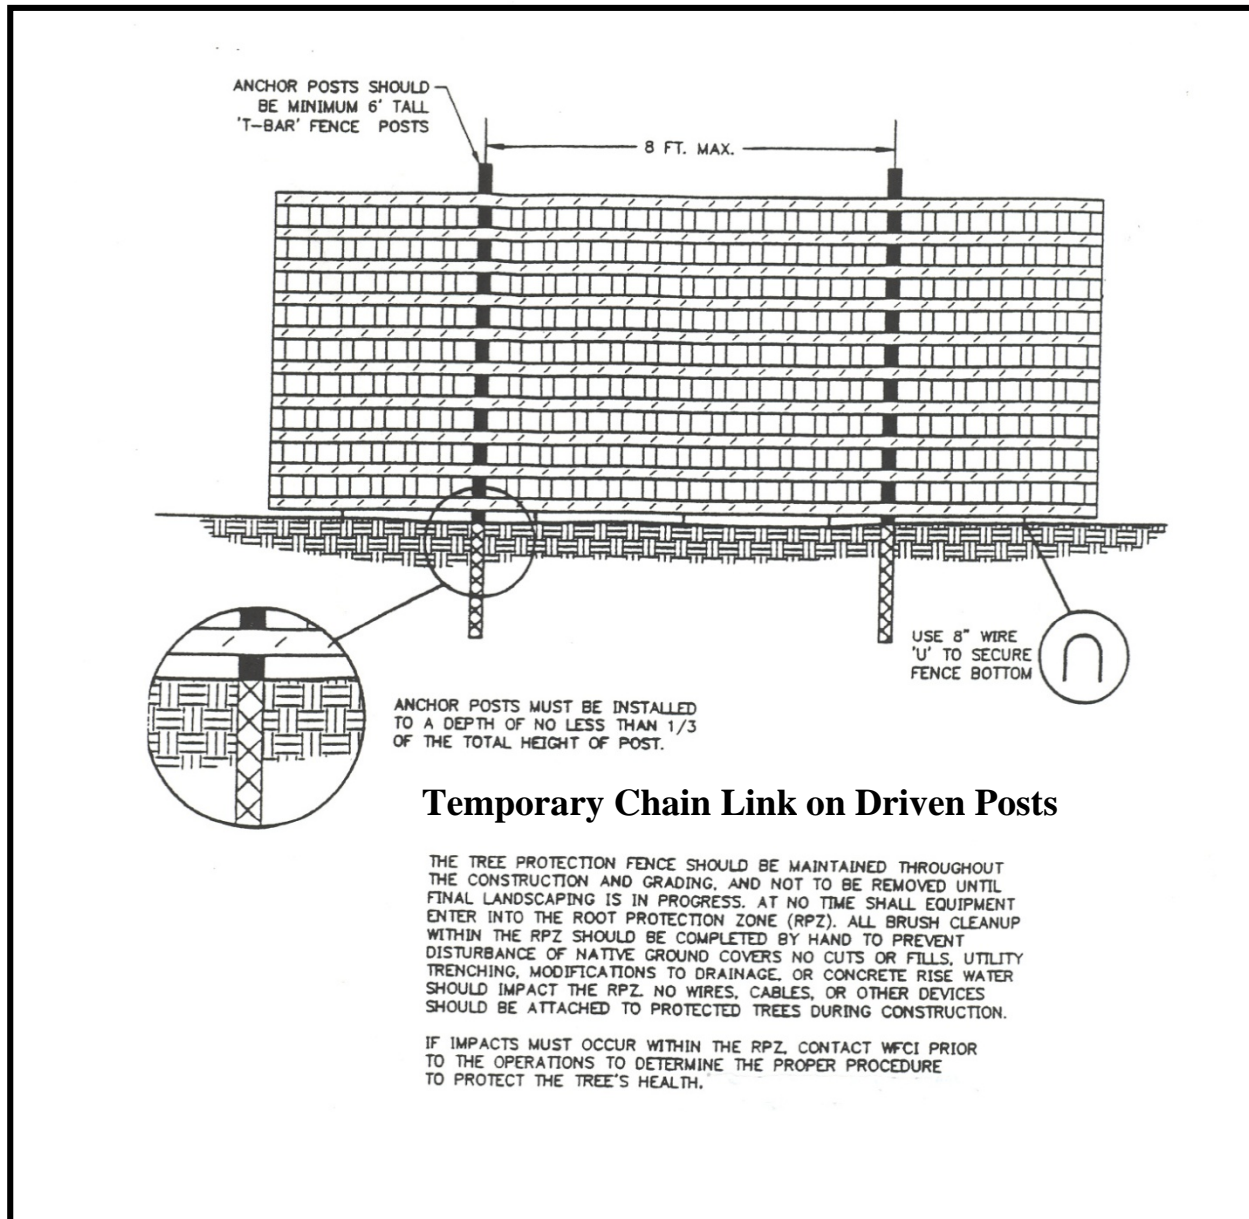 ANCHOR POSTS SHOULD
BE MINIMUM 6' TALL
'T-BAR' FENCE POSTS
8 FT. MAX.
USE 8" WIRE
'U' TO SECURE
FENCE BOTTOM
ANCHOR POSTS MUST BE INSTALLED
TO A DEPTH OF NO LESS THAN 1/3
OF THE TOTAL HEIGHT OF POST.
Temporary Chain Link on Driven Posts
THE TREE PROTECTION FENCE SHOULD BE MAINTAINED THROUGHOUT
THE CONSTRUCTION AND GRADING, AND NOT TO BE REMOVED UNTIL
FINAL LANDSCAPING IS IN PROGRESS. AT NO TIME SHALL EQUIPMENT
ENTER INTO THE ROOT PROTECTION ZONE (RPZ). ALL BRUSH CLEANUP
WITHIN THE RPZ SHOULD BE COMPLETED BY HAND TO PREVENT
DISTURBANCE OF NATIVE GROUND COVERS NO CUTS OR FILLS, UTILITY
TRENCHING, MODIFICATIONS TO DRAINAGE, OR CONCRETE RISE WATER
SHOULD IMPACT THE RPZ. NO WIRES, CABLES, OR OTHER DEVICES
SHOULD BE ATTACHED TO PROTECTED TREES DURING CONSTRUCTION.
IF IMPACTS MUST OCCUR WITHIN THE RPZ, CONTACT WFCI PRIOR
TO THE OPERATIONS TO DETERMINE THE PROPER PROCEDURE
TO PROTECT THE TREE'S HEALTH.